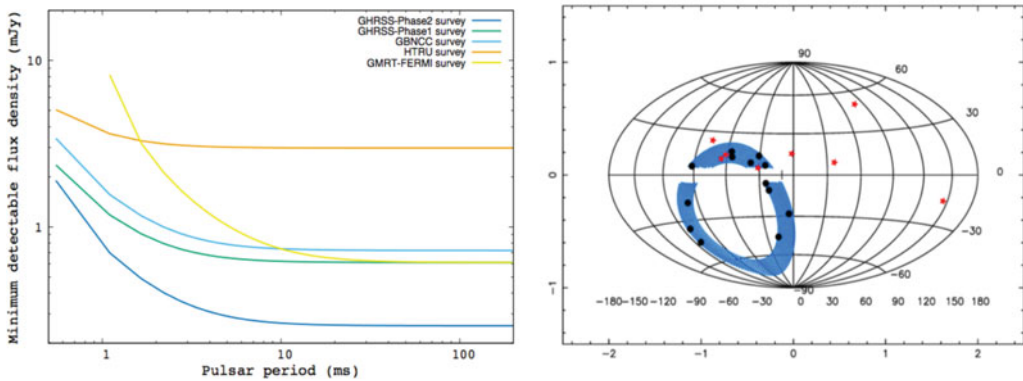 Minimum detectable flux density (mJy)
10
1
1
10
100
Pulsar period (ms)
GHRSS-Phase2 survey
GHRSS-Phase1 survey
GBNCC survey
HTRU survey
GMRT-FERMI survey
1
0
-1
90
60
30
0
-30
-60
-90
-180-150-120 -90 -60 -30 0 30 60 90 120 150 180
-2 -1 0 1 2